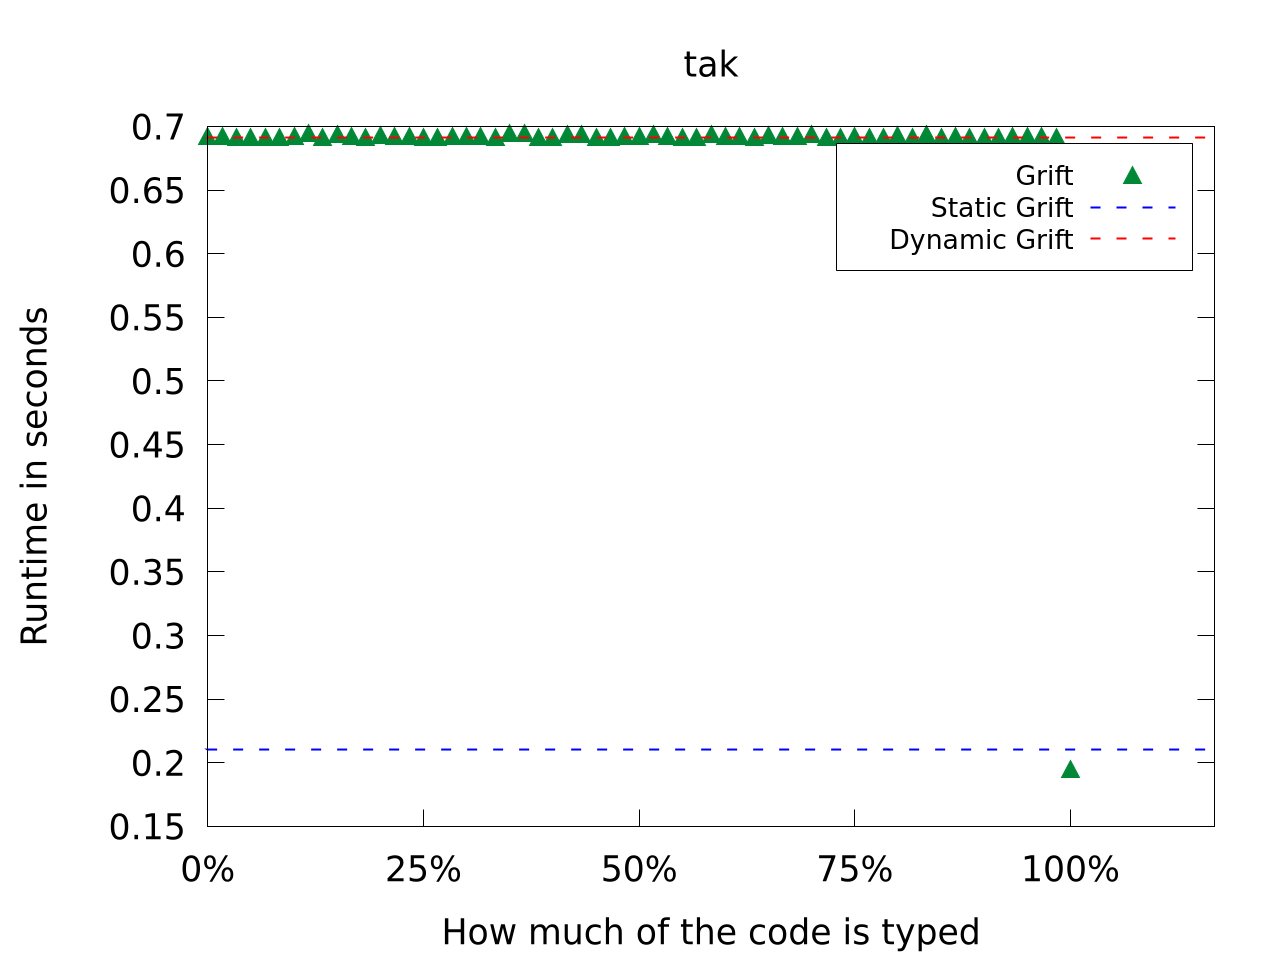 tak
0.7
0.65
0.6
0.55
0.5
0.45
0.4
0.35
0.3
0.25
0.2
0.15
0% 25% 50% 75% 100%
How much of the code is typed
Runtime in seconds
Grift
Static Grift
Dynamic Grift